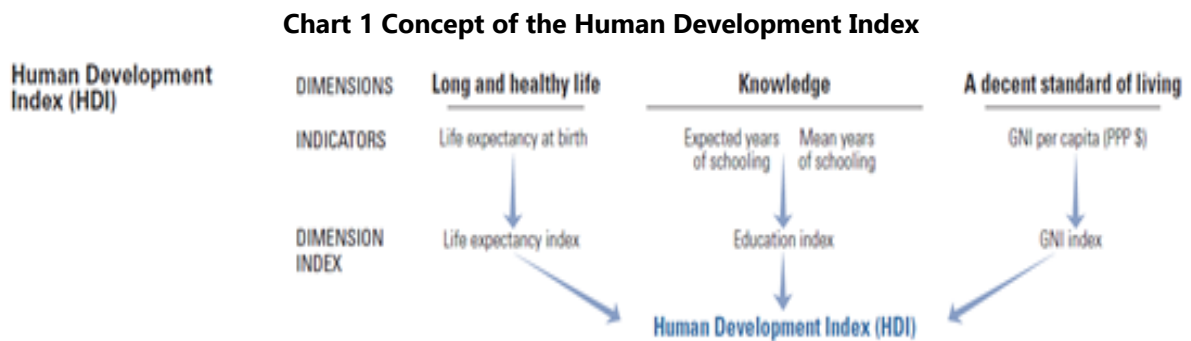 Chart 1 Concept of the Human Development Index
Human Development
Index (HDI)
DIMENSIONS
Long and healthy life
Knowledge
A decent standard of living
INDICATORS
Life expectancy at birth
Expected years
of schooling
Mean years
of schooling
GNI per capita (PPP $)
DIMENSION
INDEX
Life expectancy index
Education index
GNI index
Human Development Index (HDI)